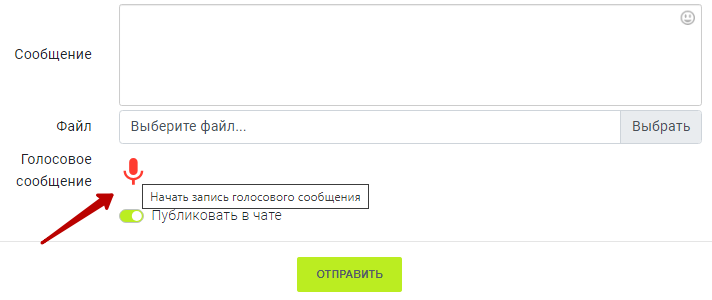 Сообщение
Файл
Выберите файл...
Выбрать
Голосовое
сообщение
Начать запись голосового сообщения
Публиковать в чате
ОТПРАВИТЬ